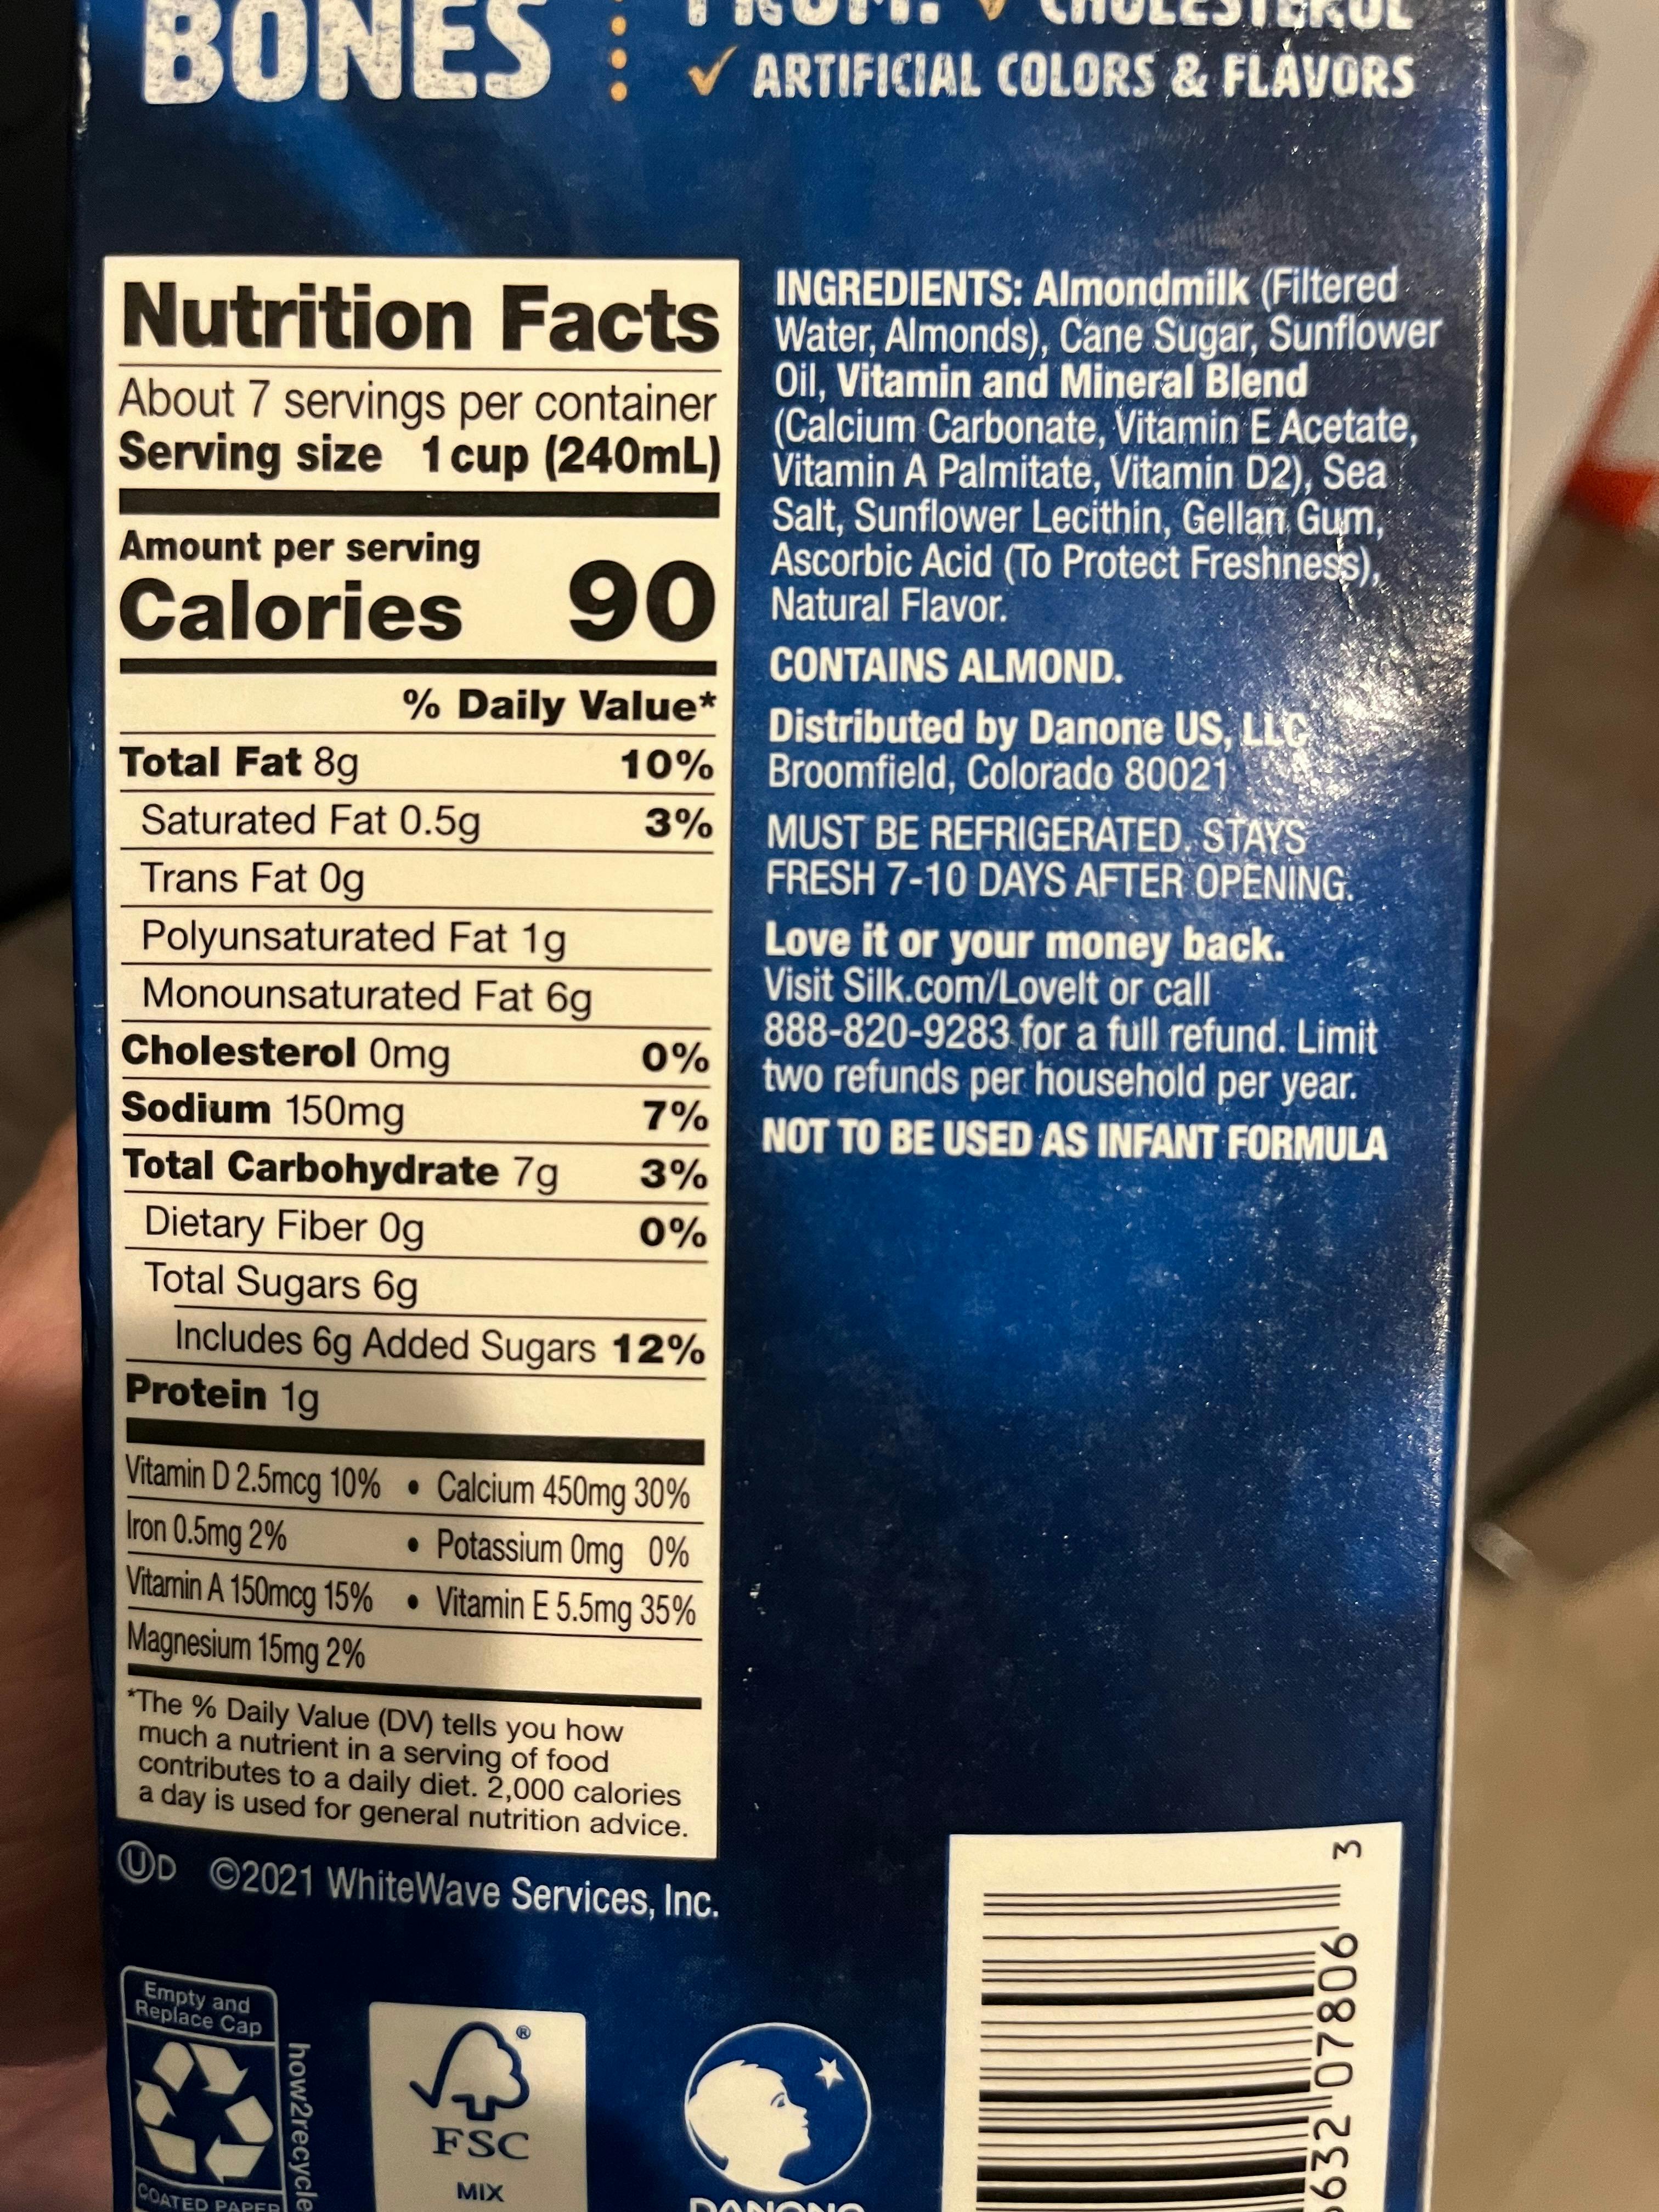 BONES
FROM: ✓ CHOLESTEROL
✓ ARTIFICIAL COLORS & FLAVORS
Nutrition Facts
About 7 servings per container
Serving size 1 cup (240mL)
Amount per serving
Calories 90
% Daily Value*
Total Fat 8g 10%
Saturated Fat 0.5g 3%
Trans Fat 0g
Polyunsaturated Fat 1g
Monounsaturated Fat 6g
Cholesterol 0mg 0%
Sodium 150mg 7%
Total Carbohydrate 7g 3%
Dietary Fiber 0g 0%
Total Sugars 6g
Includes 6g Added Sugars 12%
Protein 1g
Vitamin D 2.5mcg 10% • Calcium 450mg 30%
Iron 0.5mg 2% • Potassium 0mg 0%
Vitamin A 150mcg 15% • Vitamin E 5.5mg 35%
Magnesium 15mg 2%
*The % Daily Value (DV) tells you how
much a nutrient in a serving of food
contributes to a daily diet. 2,000 calories
a day is used for general nutrition advice.
INGREDIENTS: Almondmilk (Filtered
Water, Almonds), Cane Sugar, Sunflower
Oil, Vitamin and Mineral Blend
(Calcium Carbonate, Vitamin E Acetate,
Vitamin A Palmitate, Vitamin D2), Sea
Salt, Sunflower Lecithin, Gellan Gum,
Ascorbic Acid (To Protect Freshness),
Natural Flavor.
CONTAINS ALMOND.
Distributed by Danone US, LLC
Broomfield, Colorado 80021
MUST BE REFRIGERATED. STAYS
FRESH 7-10 DAYS AFTER OPENING.
Love it or your money back.
Visit Silk.com/LoveIt or call
888-820-9283 for a full refund. Limit
two refunds per household per year.
NOT TO BE USED AS INFANT FORMULA
ⓊD ©2021 WhiteWave Services, Inc.
Empty and
Replace Cap
how2recycle
COATED PAPER
®
FSC
MIX
DANONE
632 07806 3